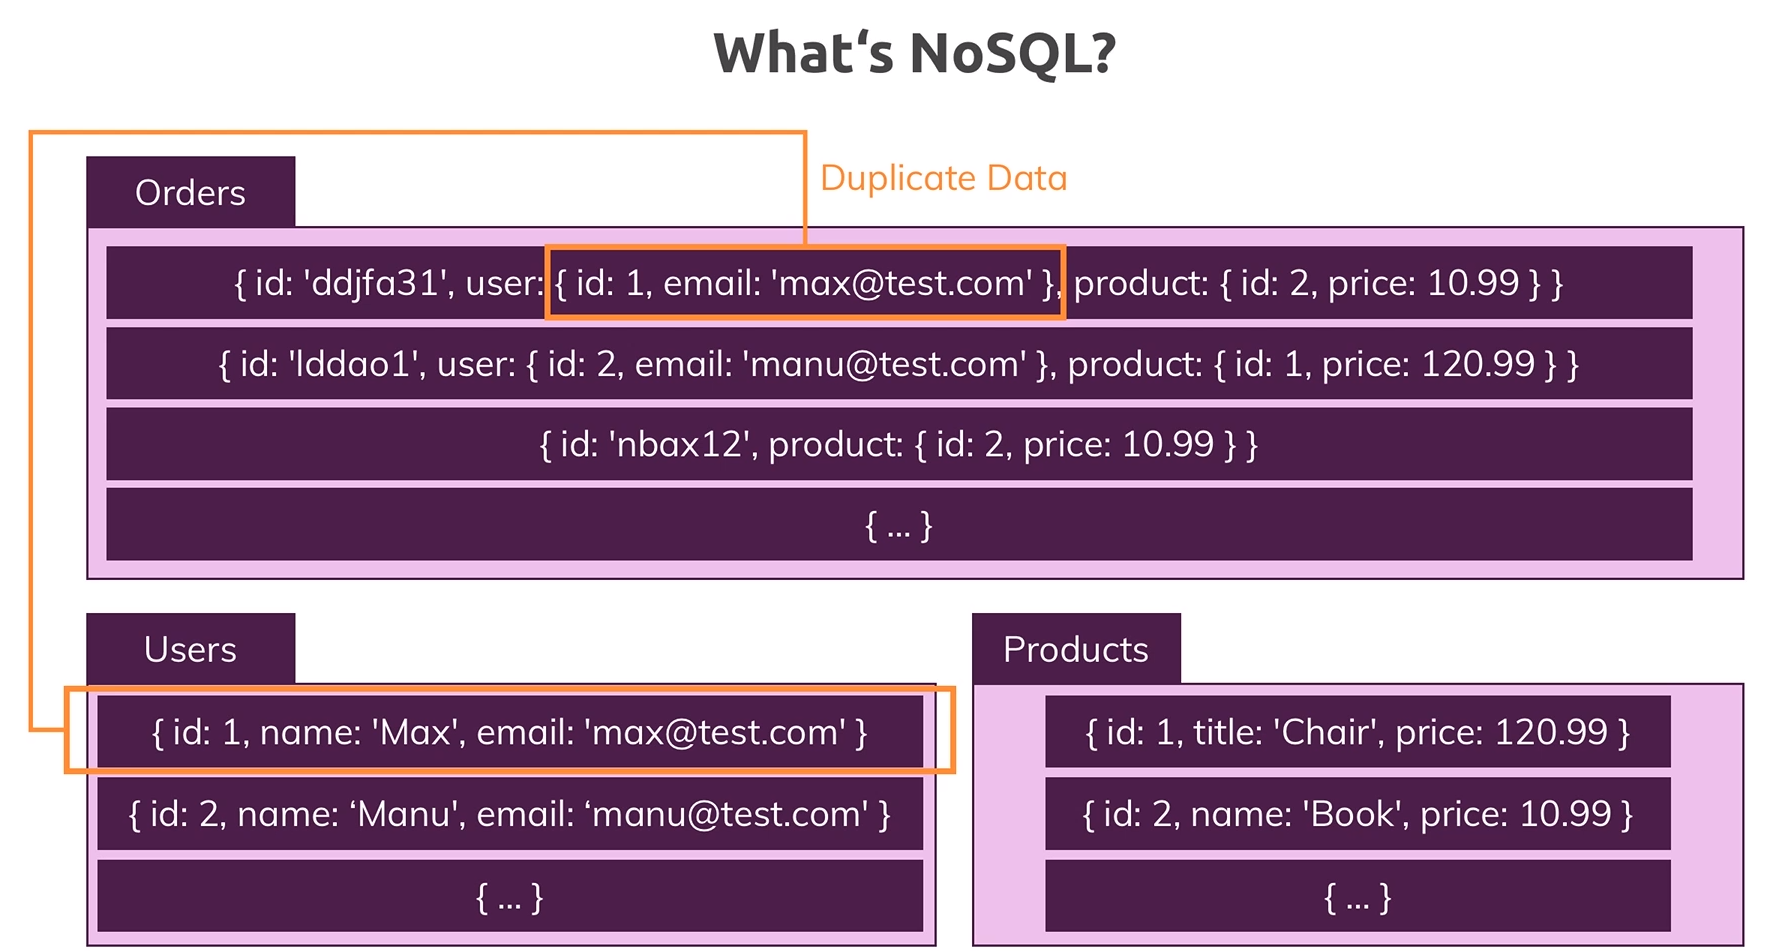 What‘s NoSQL?
Duplicate Data
Orders
{ id: 'ddjfa31', user: { id: 1, email: 'max@test.com' }, product: { id: 2, price: 10.99 } }
{ id: 'lddao1', user: { id: 2, email: 'manu@test.com' }, product: { id: 1, price: 120.99 } }
{ id: 'nbax12', product: { id: 2, price: 10.99 } }
{ ... }
Users
{ id: 1, name: 'Max', email: 'max@test.com' }
{ id: 2, name: ‘Manu', email: ‘manu@test.com' }
{ ... }
Products
{ id: 1, title: 'Chair', price: 120.99 }
{ id: 2, name: 'Book', price: 10.99 }
{ ... }